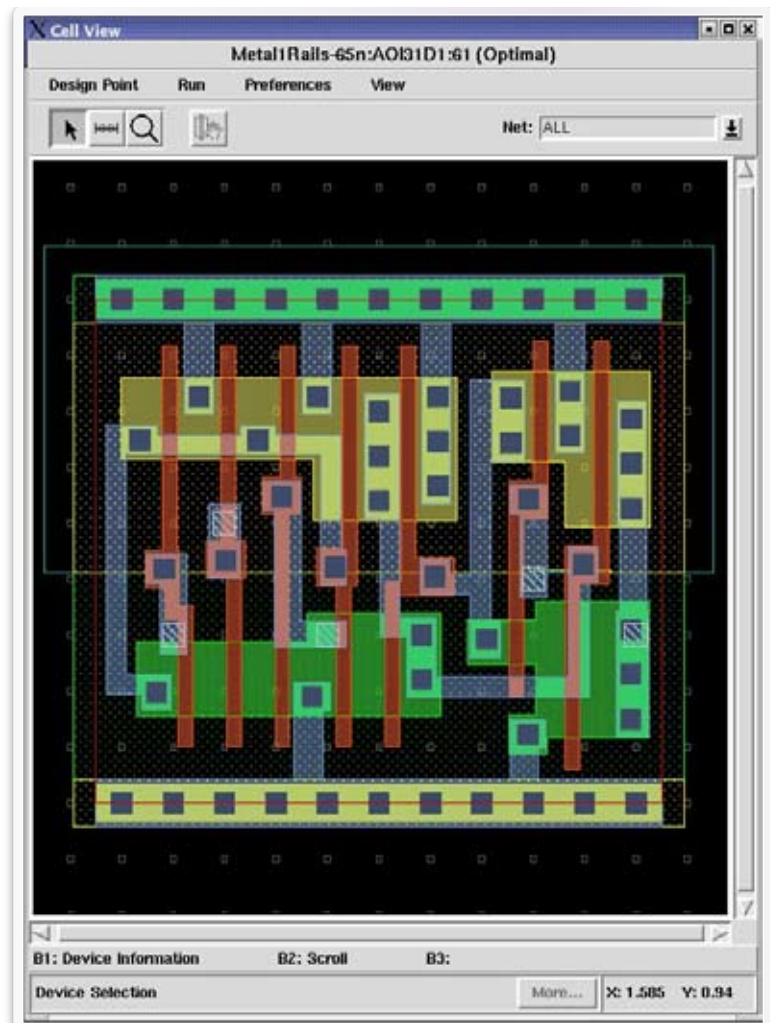 X Cell View
Metal1Rails-65n:AOI31D1:61 (Optimal)
Design Point Run Preferences View
Net: ALL
B1: Device Information B2: Scroll B3:
Device Selection More... X: 1.585 Y: 0.94